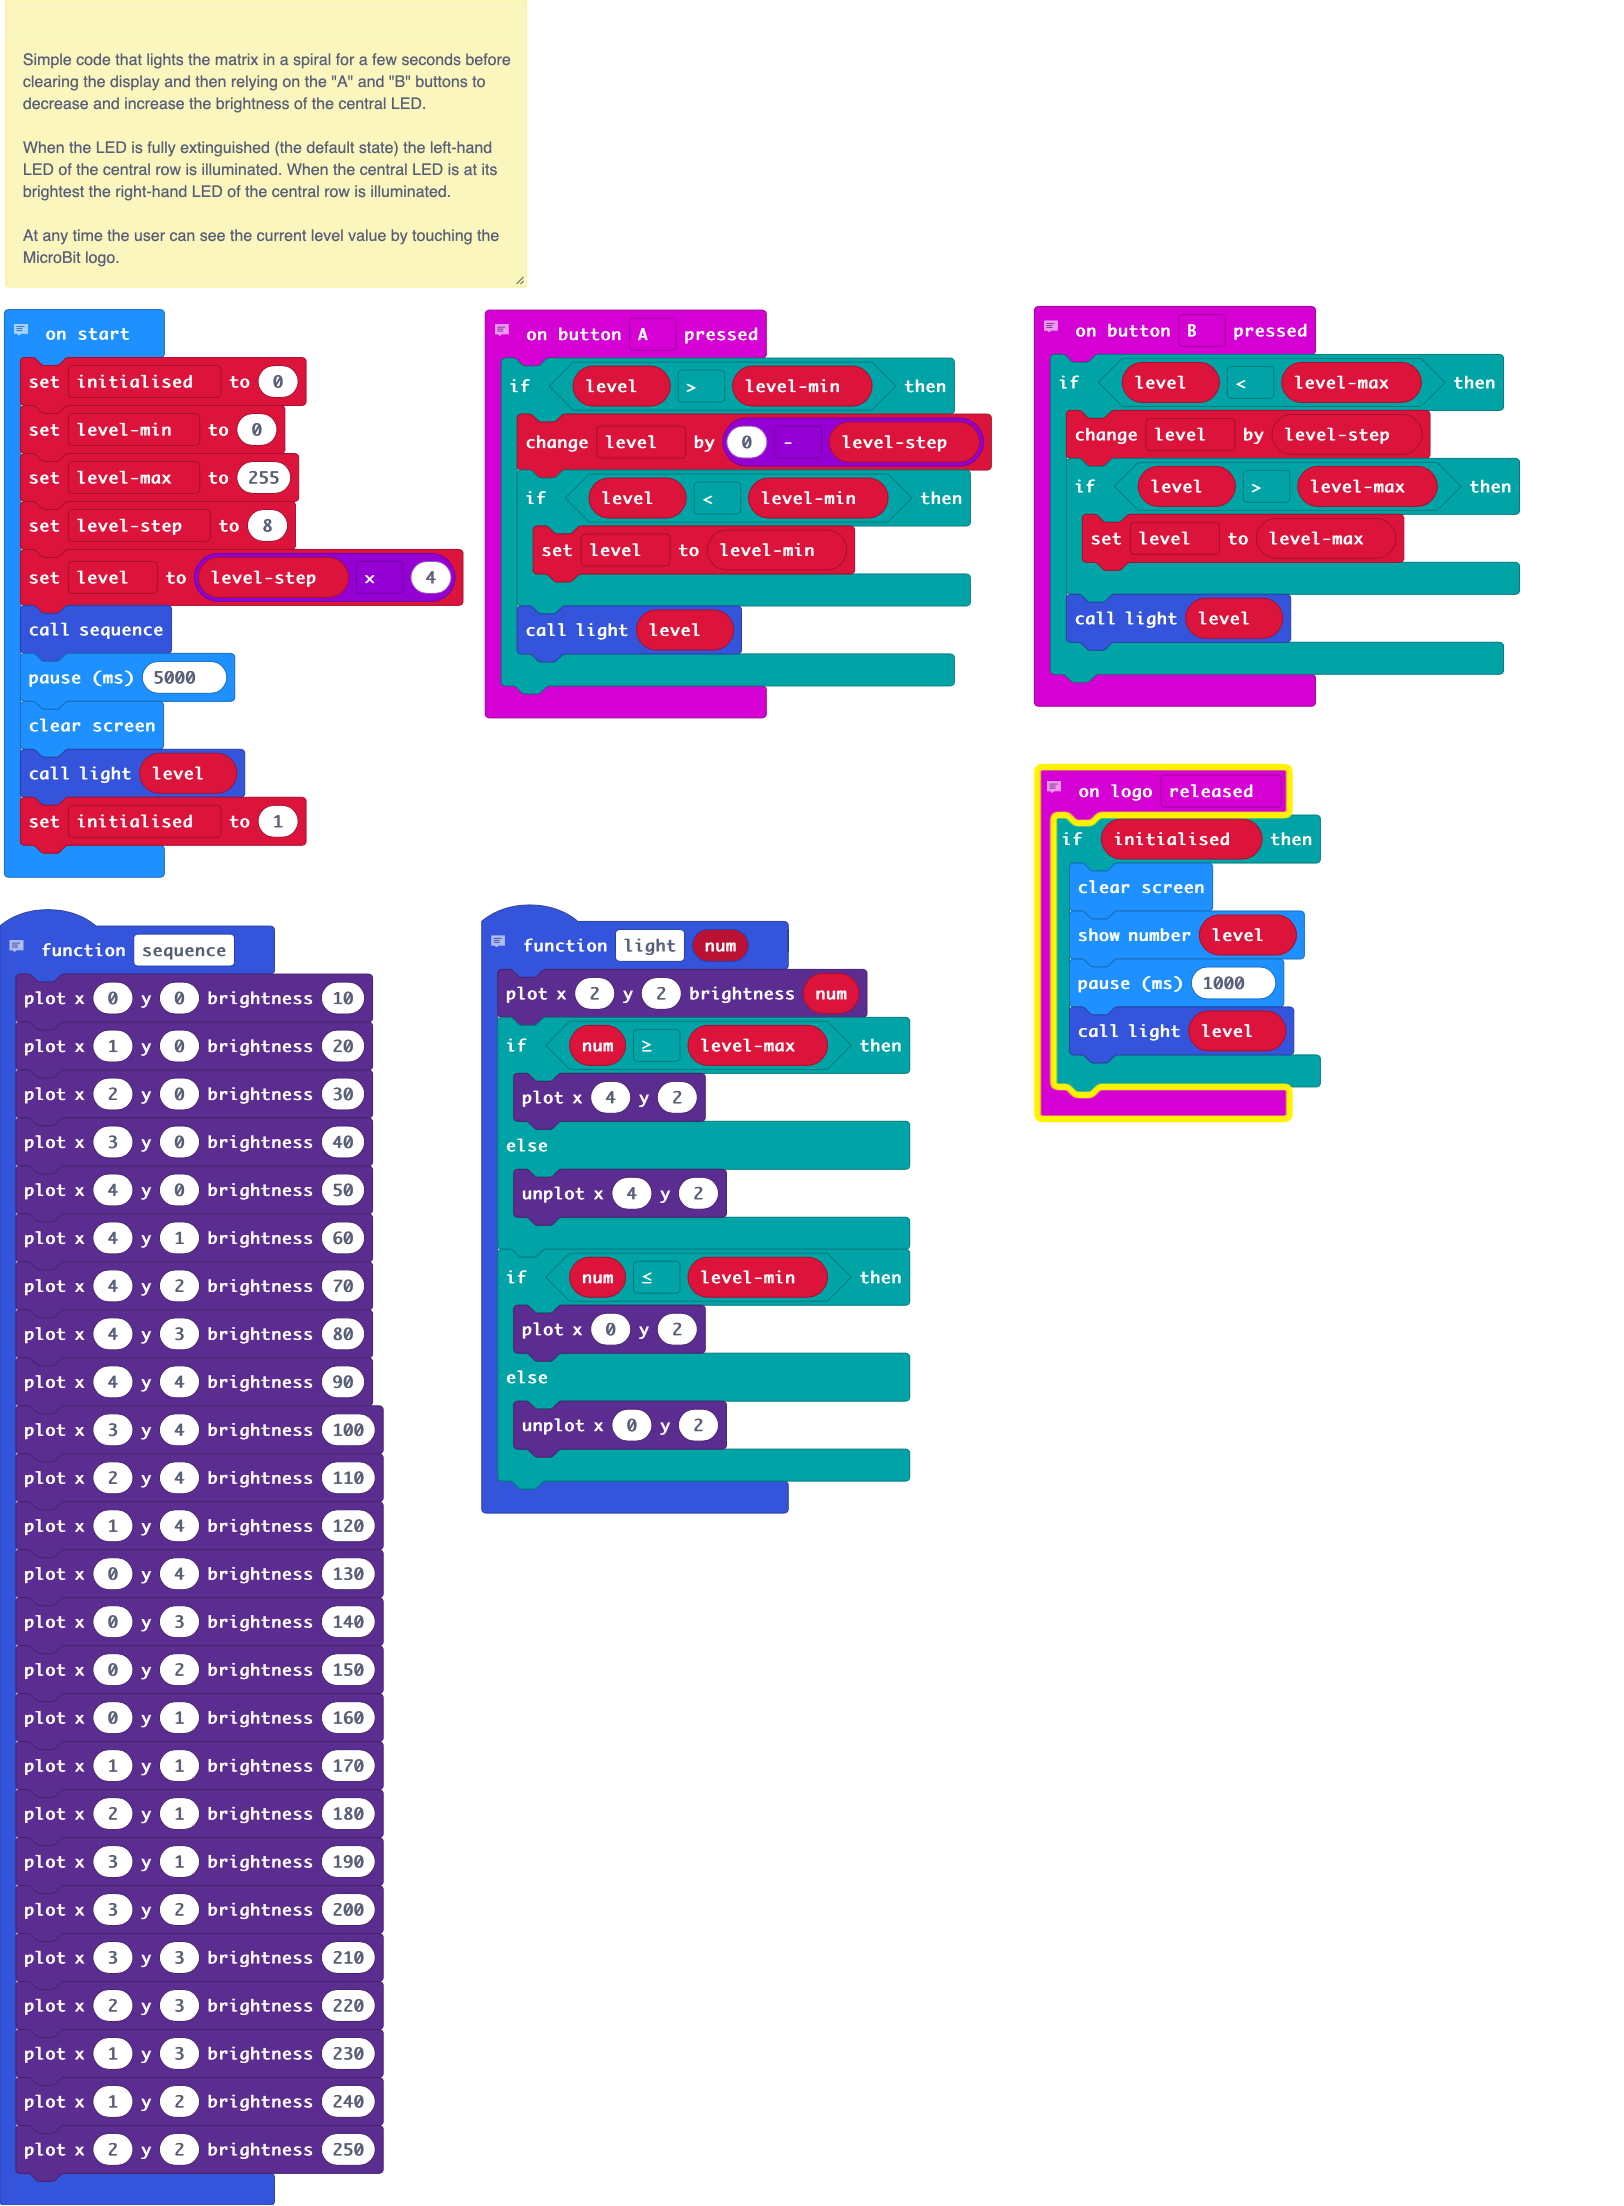 Simple code that lights the matrix in a spiral for a few seconds before
clearing the display and then relying on the "A" and "B" buttons to
decrease and increase the brightness of the central LED.
When the LED is fully extinguished (the default state) the left-hand
LED of the central row is illuminated. When the central LED is at its
brightest the right-hand LED of the central row is illuminated.
At any time the user can see the current level value by touching the
MicroBit logo.
on start
set initialised to 0
set level-min to 0
set level-max to 255
set level-step to 8
set level to level-step × 4
call sequence
pause (ms) 5000
clear screen
call light level
set initialised to 1
on button A pressed
if level > level-min then
change level by 0 - level-step
if level < level-min then
set level to level-min
call light level
on button B pressed
if level < level-max then
change level by level-step
if level > level-max then
set level to level-max
call light level
on logo released
if initialised then
clear screen
show number level
pause (ms) 1000
call light level
function sequence
plot x 0 y 0 brightness 10
plot x 1 y 0 brightness 20
plot x 2 y 0 brightness 30
plot x 3 y 0 brightness 40
plot x 4 y 0 brightness 50
plot x 4 y 1 brightness 60
plot x 4 y 2 brightness 70
plot x 4 y 3 brightness 80
plot x 4 y 4 brightness 90
plot x 3 y 4 brightness 100
plot x 2 y 4 brightness 110
plot x 1 y 4 brightness 120
plot x 0 y 4 brightness 130
plot x 0 y 3 brightness 140
plot x 0 y 2 brightness 150
plot x 0 y 1 brightness 160
plot x 1 y 1 brightness 170
plot x 2 y 1 brightness 180
plot x 3 y 1 brightness 190
plot x 3 y 2 brightness 200
plot x 3 y 3 brightness 210
plot x 2 y 3 brightness 220
plot x 1 y 3 brightness 230
plot x 1 y 2 brightness 240
plot x 2 y 2 brightness 250
function light num
plot x 2 y 2 brightness num
if num ≥ level-max then
plot x 4 y 2
else
unplot x 4 y 2
if num ≤ level-min then
plot x 0 y 2
else
unplot x 0 y 2